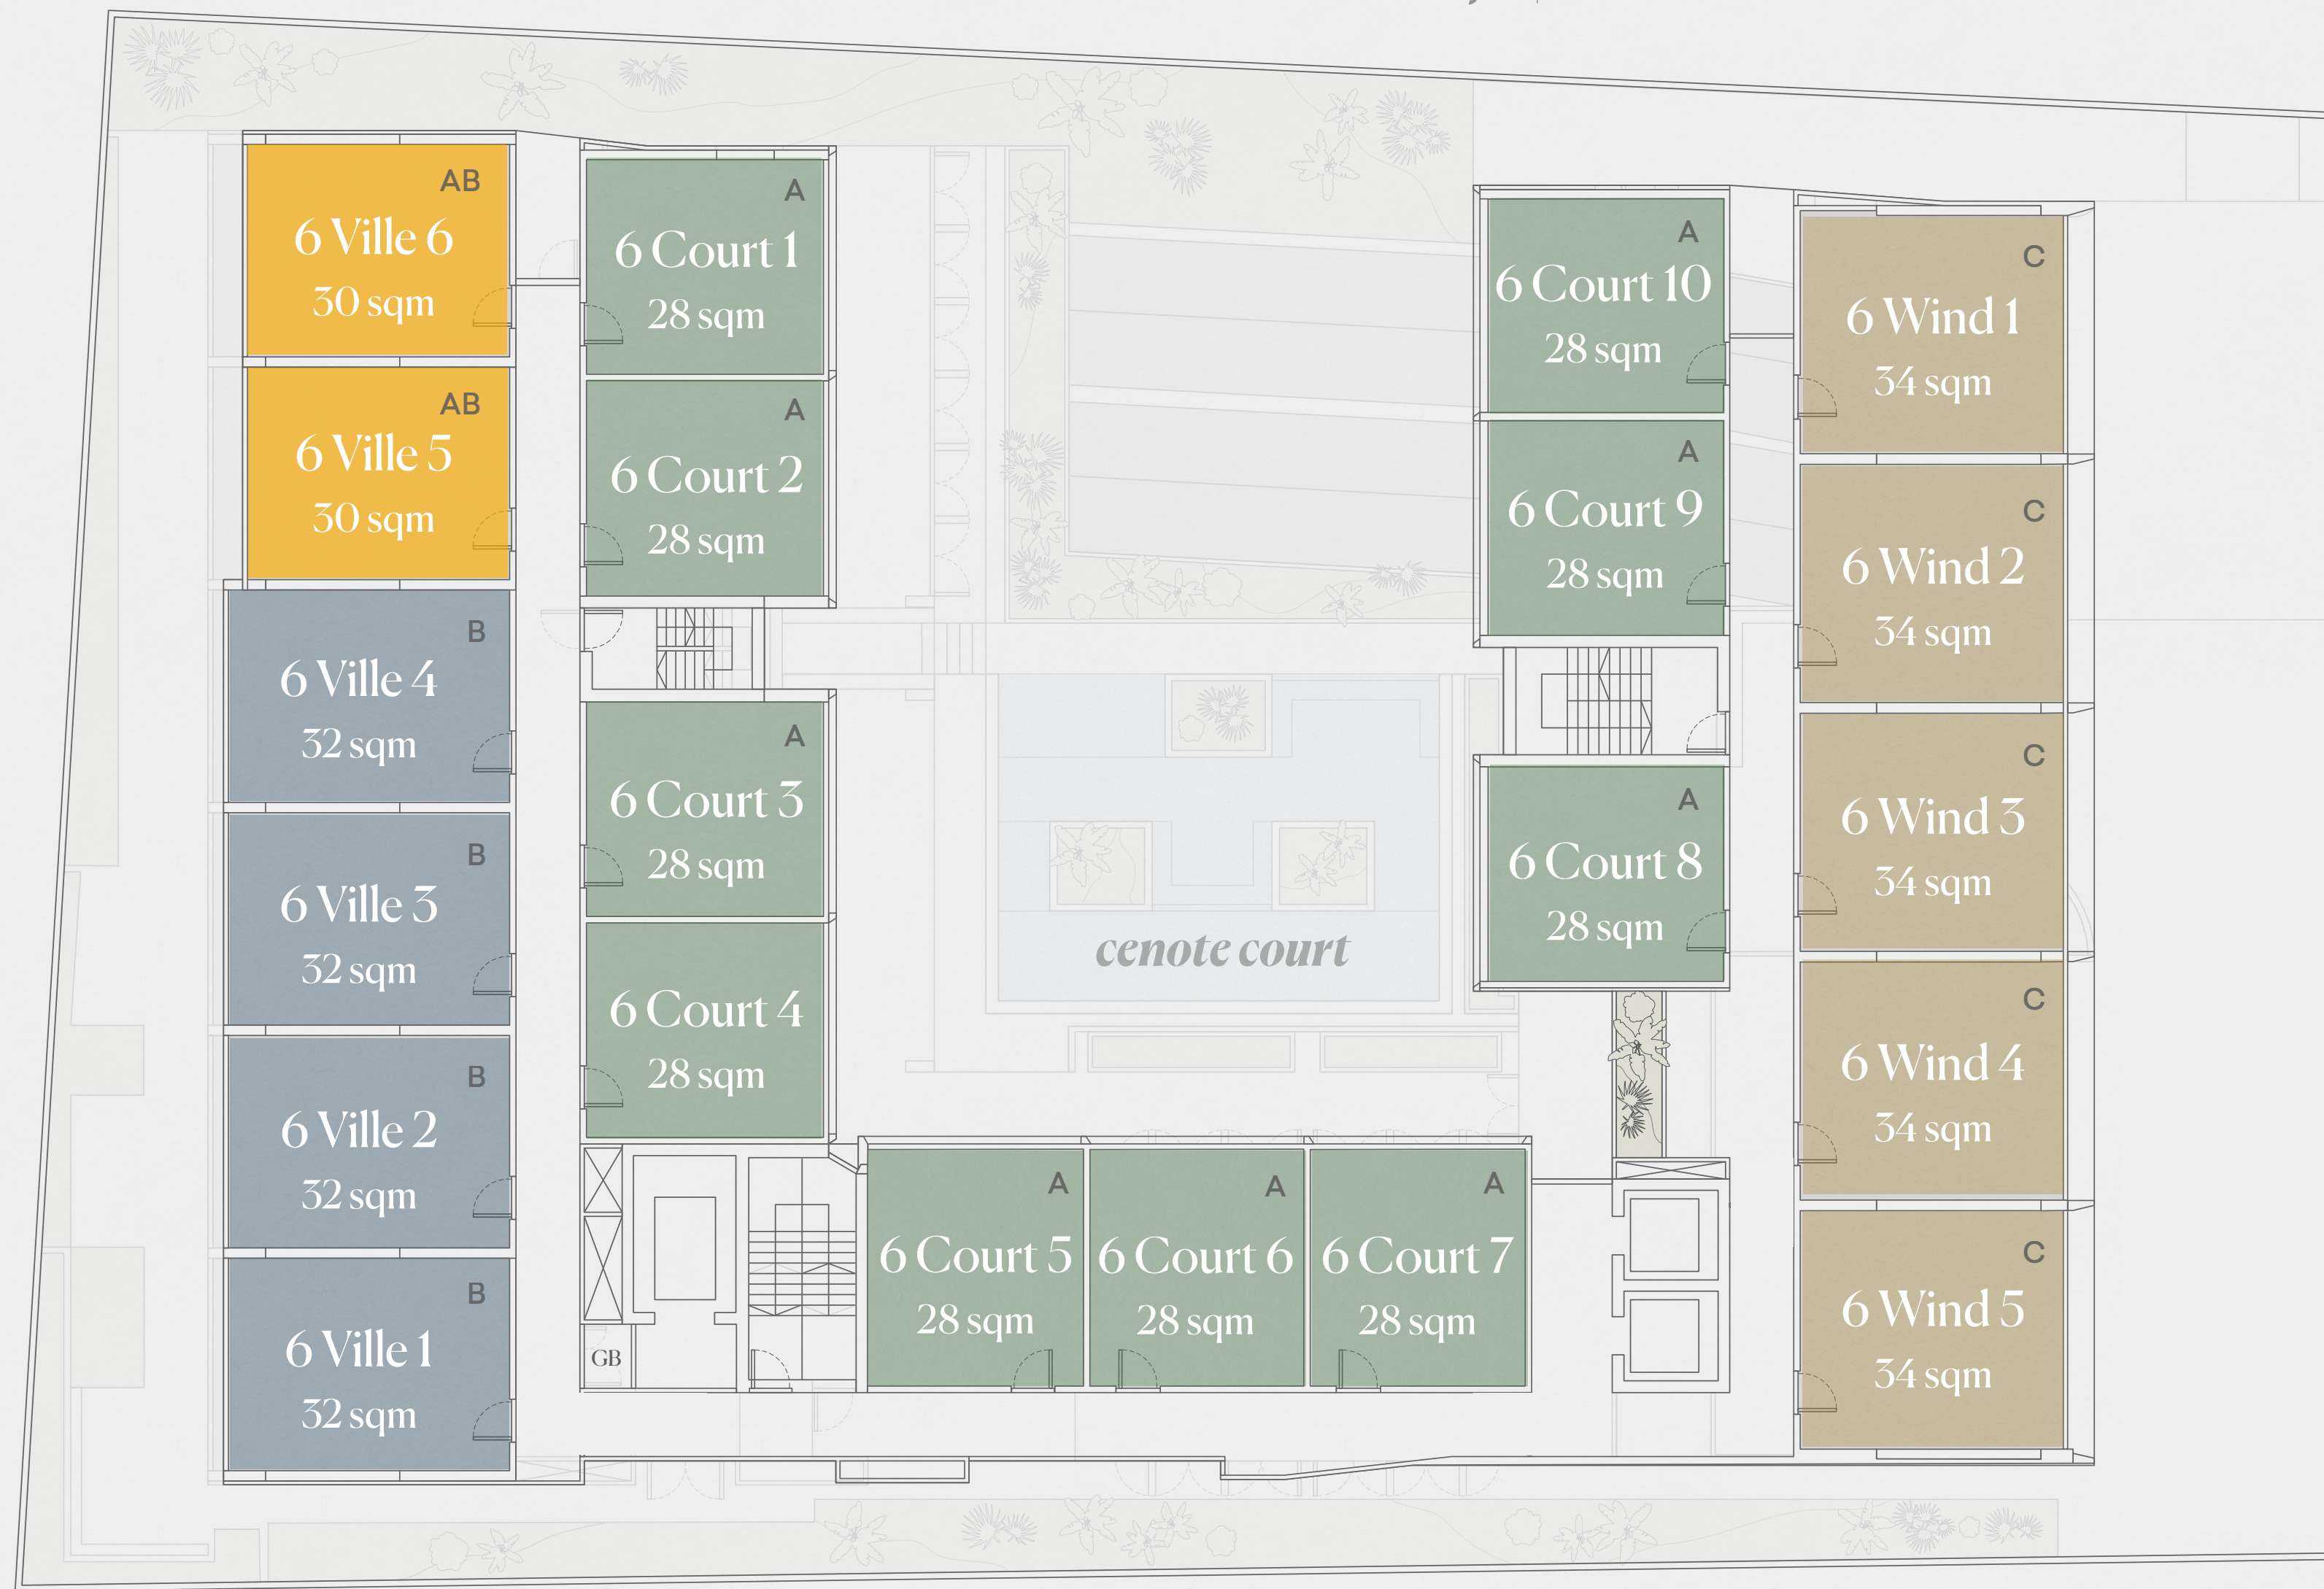 AB
6 Ville 6
30 sqm
AB
6 Ville 5
30 sqm
B
6 Ville 4
32 sqm
B
6 Ville 3
32 sqm
B
6 Ville 2
32 sqm
B
6 Ville 1
32 sqm
A
6 Court 1
28 sqm
A
6 Court 2
28 sqm
A
6 Court 3
28 sqm
A
6 Court 4
28 sqm
GB
A
6 Court 5
28 sqm
A
6 Court 6
28 sqm
A
6 Court 7
28 sqm
cenote court
A
6 Court 10
28 sqm
A
6 Court 9
28 sqm
A
6 Court 8
28 sqm
C
6 Wind 1
34 sqm
C
6 Wind 2
34 sqm
C
6 Wind 3
34 sqm
C
6 Wind 4
34 sqm
C
6 Wind 5
34 sqm